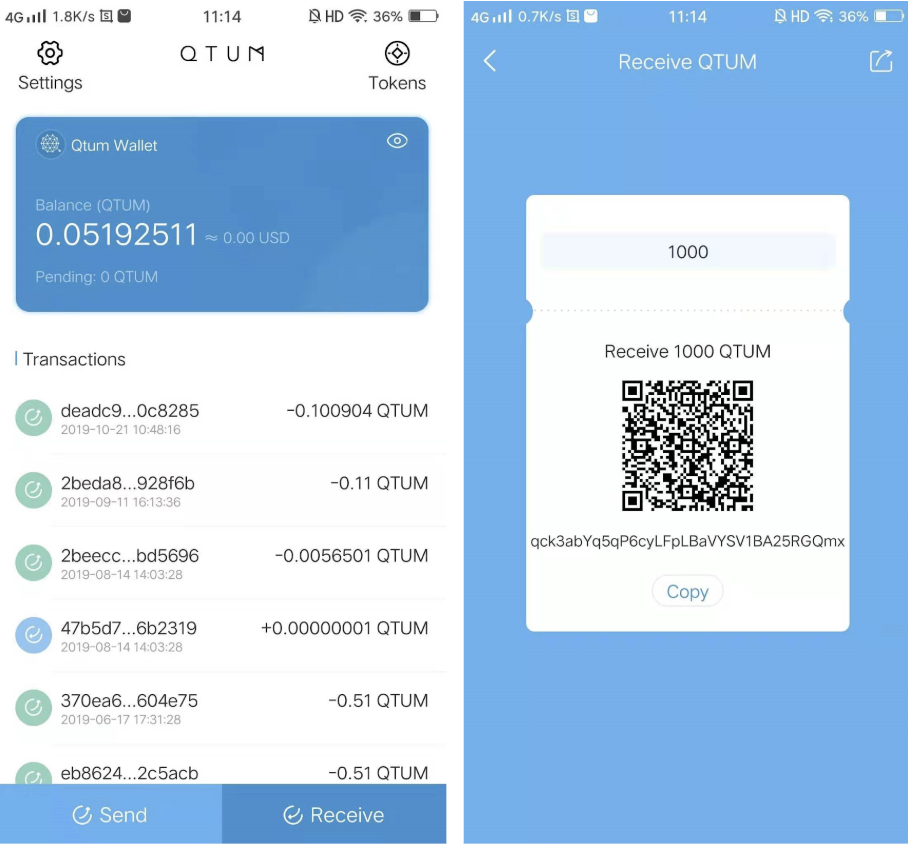 4G 1.8K/s 11:14 HD 36%
QTUM
Settings
Tokens
Qtum Wallet
Balance (QTUM)
0.05192511 ≈ 0.00 USD
Pending: 0 QTUM
Transactions
deadc9...0c8285 -0.100904 QTUM
2019-10-21 10:48:16
2beda8...928f6b -0.11 QTUM
2019-09-11 16:13:36
2beecc...bd5696 -0.0056501 QTUM
2019-08-14 14:03:28
47b5d7...6b2319 +0.00000001 QTUM
2019-08-14 14:03:28
370ea6...604e75 -0.51 QTUM
2019-06-17 17:31:28
eb8624...2c5acb -0.51 QTUM
Send
Receive
4G 0.7K/s 11:14 HD 36%
Receive QTUM
1000
Receive 1000 QTUM
qck3abYq5qP6cyLFpLBaVYSV1BA25RGQmx
Copy